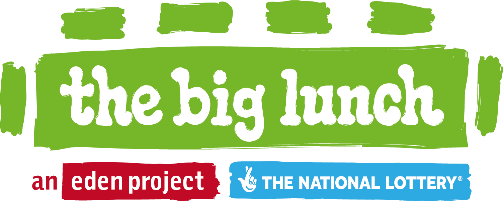 the big lunch
an eden project THE NATIONAL LOTTERY®